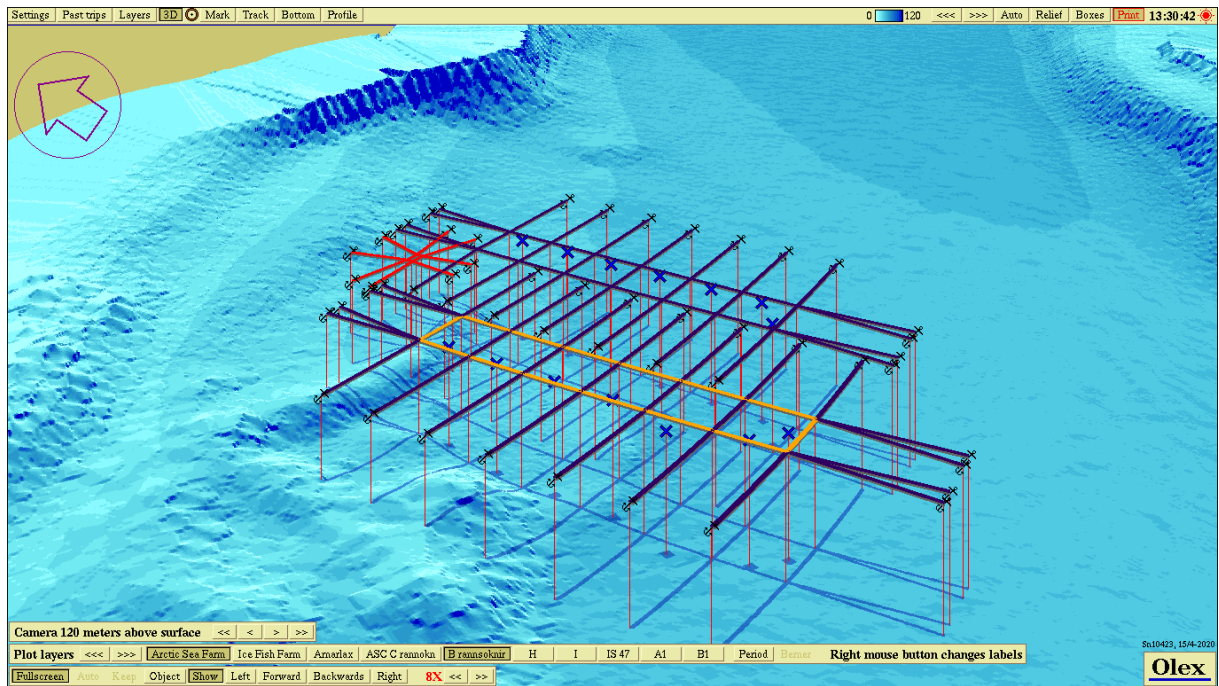 Settings Past trips Layers 3D Mark Track Bottom Profile 0 120 <<< >>> Auto Relief Boxes Print 13:30:42
Camera 120 meters above surface << < > >>
Plot layers <<< >>> Arctic Sea Farm Ice Fish Farm Arnarlax ASC C rannokn B rannsoknir H I IS 47 A1 B1 Period Berner Right mouse button changes labels
Sn10423, 15/4-2020
Fullscreen Auto Keep Object Show Left Forward Backwards Right 8X << >>
Olex